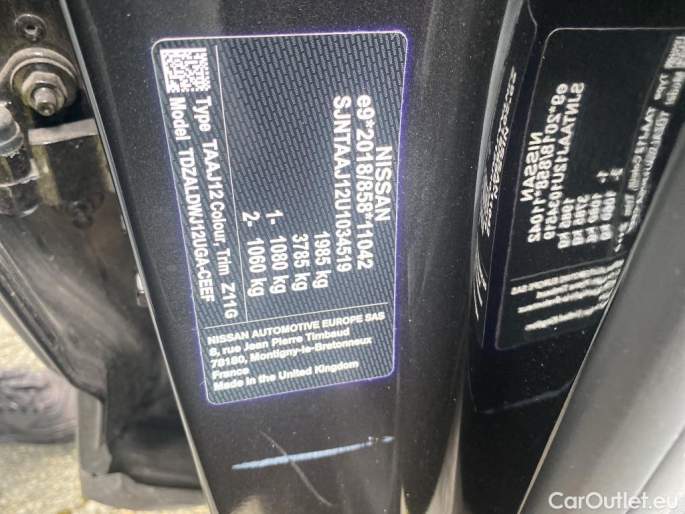 NISSAN
e9*2018/858*11042
SJNTAAJ12U1034519
1985 kg
3785 kg
1- 1080 kg
2- 1060 kg
Type TAAJ12 Colour, Trim Z11G
Model TDZALDWJ12UGA-CEEF
NISSAN AUTOMOTIVE EUROPE SAS
8, rue Jean Pierre Timbaud
78180, Montigny-le-Bretonneux
France
Made in the United Kingdom
CarOutlet.eu